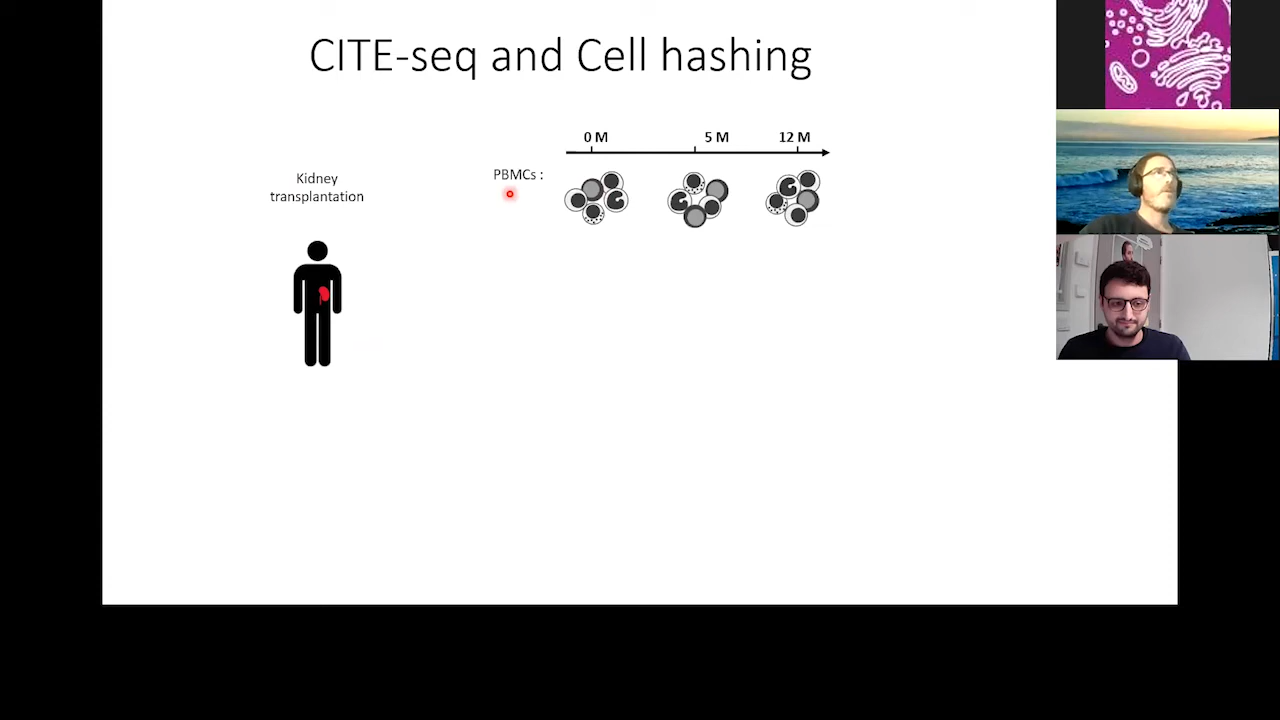 CITE-seq and Cell hashing
0 M 5 M 12 M
Kidney
transplantation
PBMCs :